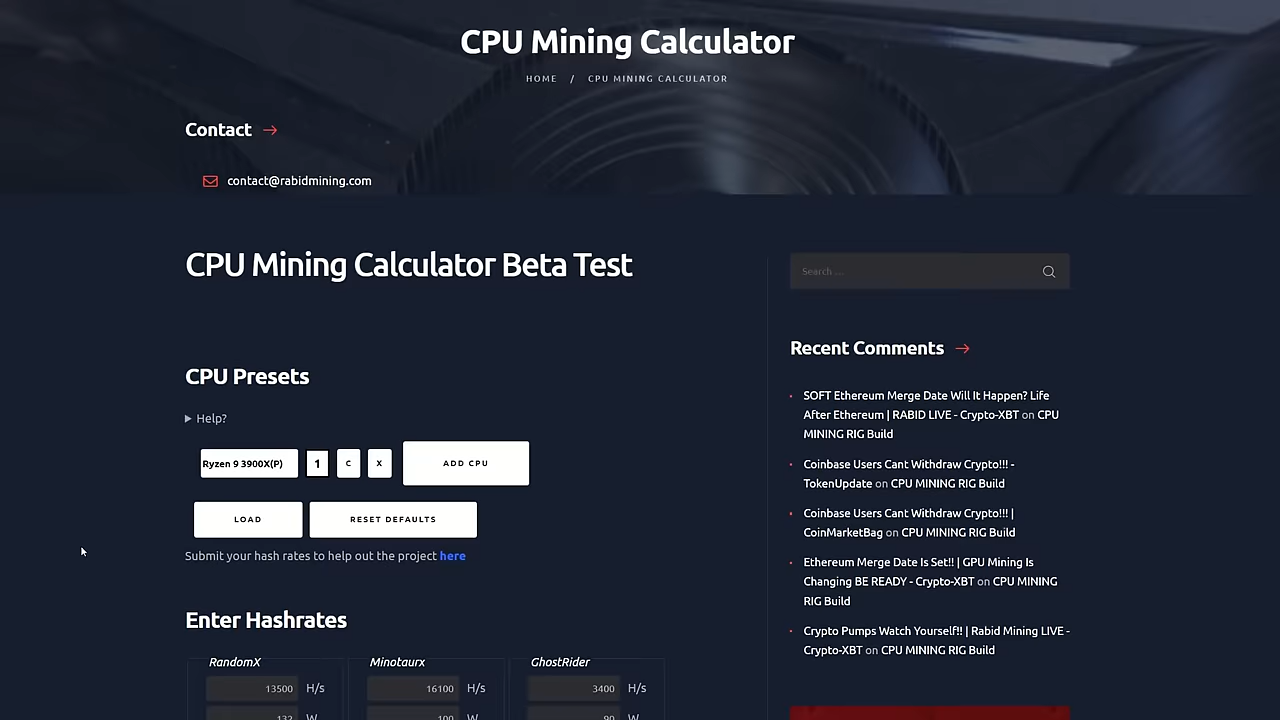 CPU Mining Calculator
HOME / CPU MINING CALCULATOR
Contact
contact@rabidmining.com
CPU Mining Calculator Beta Test
CPU Presets
Help?
Ryzen 9 3900X(P) 1 C X ADD CPU
LOAD RESET DEFAULTS
Submit your hash rates to help out the project here
Enter Hashrates
RandomX Minotaurx GhostRider
13500 H/s 16100 H/s 3400 H/s
132 W 100 W 90 W
Search ...
Recent Comments
SOFT Ethereum Merge Date Will It Happen? Life
After Ethereum | RABID LIVE - Crypto-XBT on CPU
MINING RIG Build
Coinbase Users Cant Withdraw Crypto!!! -
TokenUpdate on CPU MINING RIG Build
Coinbase Users Cant Withdraw Crypto!!! |
CoinMarketBag on CPU MINING RIG Build
Ethereum Merge Date Is Set!! | GPU Mining Is
Changing BE READY - Crypto-XBT on CPU MINING
RIG Build
Crypto Pumps Watch Yourself!! | Rabid Mining LIVE -
Crypto-XBT on CPU MINING RIG Build